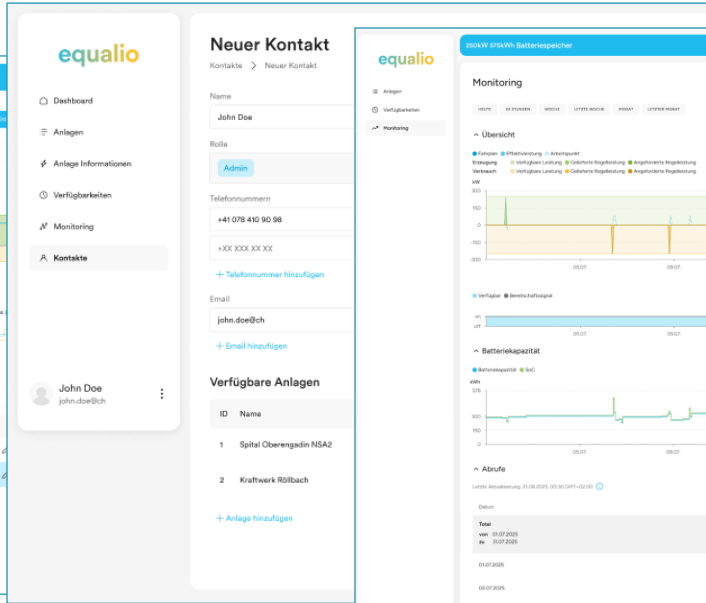 equalio
Dashboard
Anlagen
Anlage Informationen
Verfügbarkeiten
Monitoring
Kontakte
John Doe
john.doe@ch
Neuer Kontakt
Kontakte > Neuer Kontakt
Name
John Doe
Rolle
Admin
Telefonnummern
+41 078 410 90 98
+XX XXX XX XX
+ Telefonnummer hinzufügen
Email
john.doe@ch
+ Email hinzufügen
Verfügbare Anlagen
ID Name
1 Spital Oberengadin NSA2
2 Kraftwerk Röllbach
+ Anlage hinzufügen
equalio
Anlagen
Verfügbarkeiten
Monitoring
250kW 575kWh Batteriespeicher
Monitoring
HEUTE 24 STUNDEN WOCHE LETZTE WOCHE MONAT LETZTER MONAT
Übersicht
Fahrplan Effektivleistung Arbeitspunkt
Erzeugung Verfügbare Leistung Gelieferte Regelleistung Angeforderte Regelleistung
Verbrauch Verfügbare Leistung Gelieferte Regelleistung Angeforderte Regelleistung
kW
300
150
0
-150
-300
05.07. 09.07.
Verfügbar Bereitschaftssignal
on
off
05.07. 09.07.
Batteriekapazität
Batteriekapazität SoC
kWh
575
300
150
0
05.07. 09.07.
Abrufe
Letzte Aktualisierung: 21.08.2025, 00:30 GMT+02:00
Datum
Total
von 01.07.2025
zu 31.07.2025
01.07.2025
02.07.2025